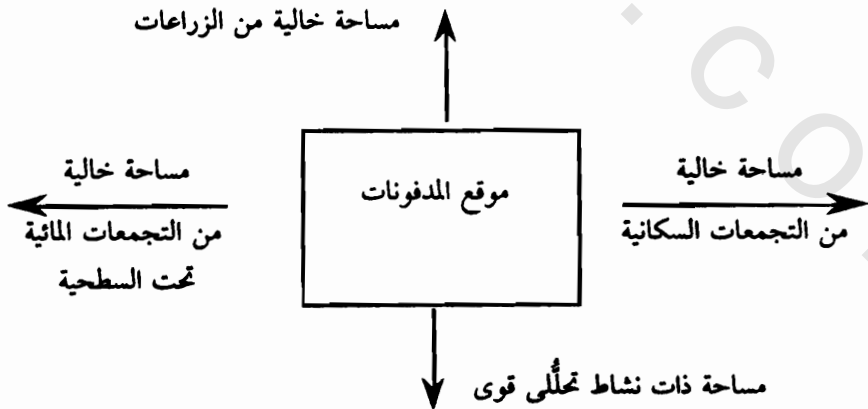 مساحة خالية من الزراعات
مساحة خالية
من التجمعات السكانية
موقع المدفونات
مساحة خالية
من التجمعات المائية
تحت السطحية
مساحة ذات نشاط تحلُّلى قوى
. C O .